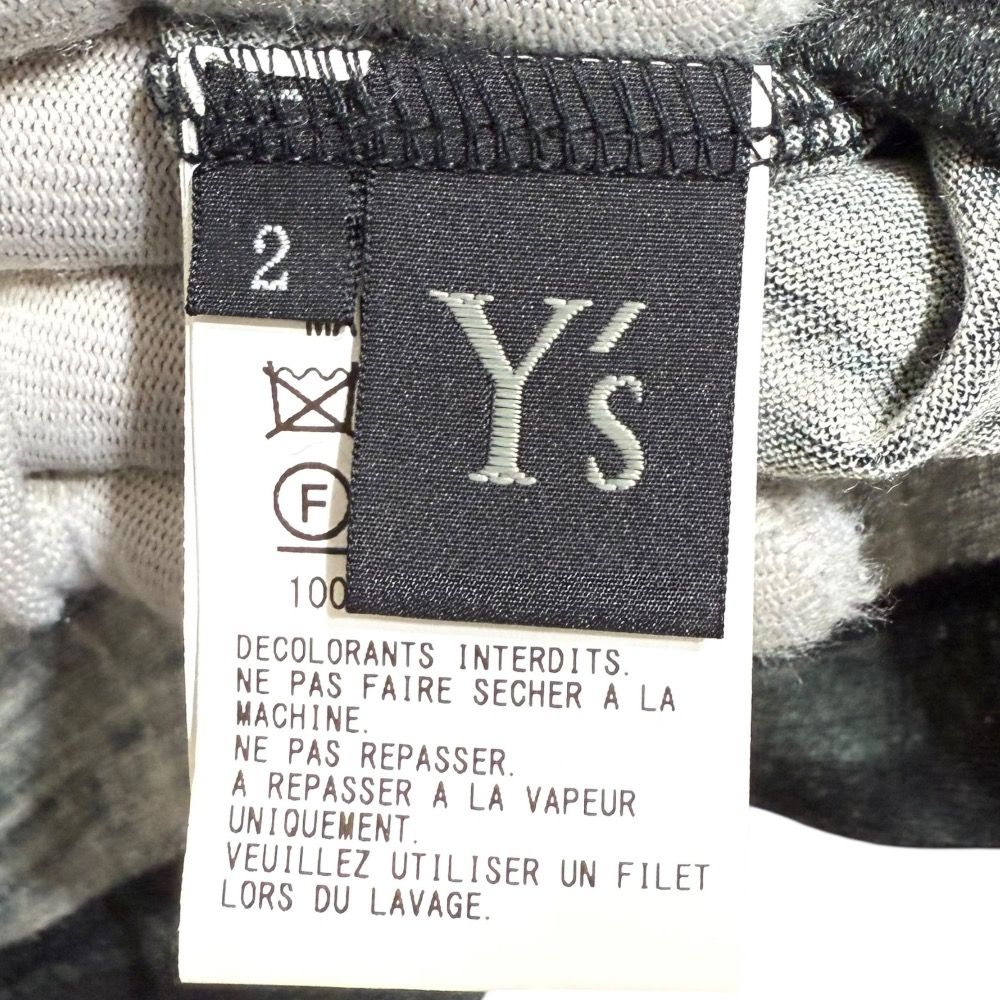 2
Y's
F
100
DECOLORANTS INTERDITS.
NE PAS FAIRE SECHER A LA
MACHINE.
NE PAS REPASSER.
A REPASSER A LA VAPEUR
UNIQUEMENT.
VEUILLEZ UTILISER UN FILET
LORS DU LAVAGE.